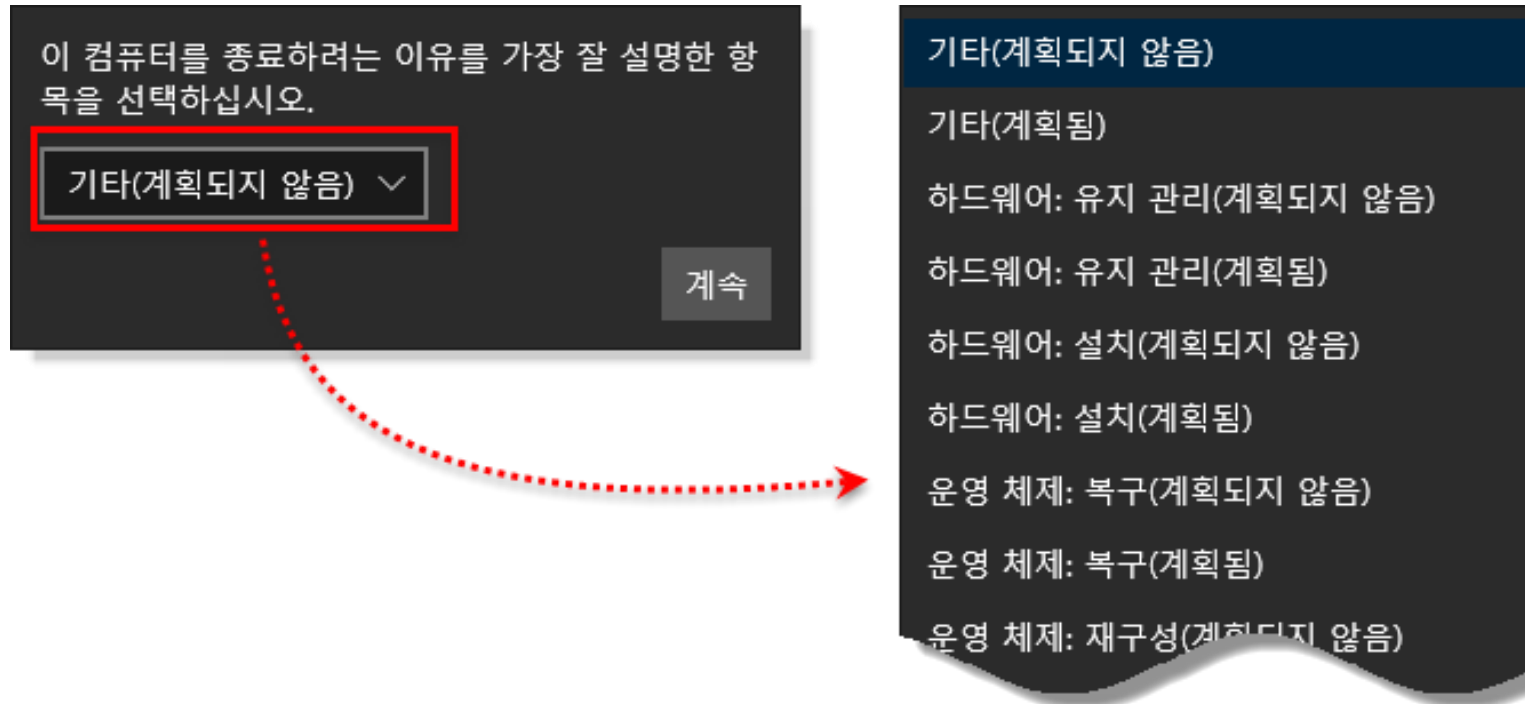 이 컴퓨터를 종료하려는 이유를 가장 잘 설명한 항
목을 선택하십시오.
기타(계획되지 않음)
계속
기타(계획되지 않음)
기타(계획됨)
하드웨어: 유지 관리(계획되지 않음)
하드웨어: 유지 관리(계획됨)
하드웨어: 설치(계획되지 않음)
하드웨어: 설치(계획됨)
운영 체제: 복구(계획되지 않음)
운영 체제: 복구(계획됨)
운영 체제: 재구성(계획되지 않음)